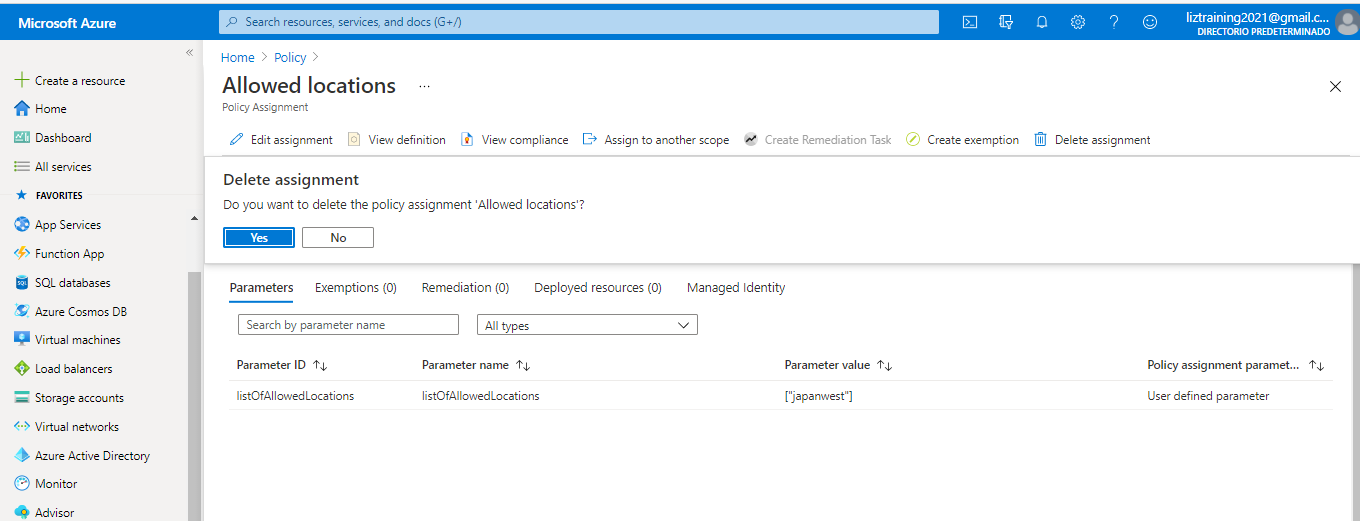 Microsoft Azure
Search resources, services, and docs (G+/)
liztraining2021@gmail.c...
DIRECTORIO PREDETERMINADO
Create a resource
Home
Dashboard
All services
FAVORITES
App Services
Function App
SQL databases
Azure Cosmos DB
Virtual machines
Load balancers
Storage accounts
Virtual networks
Azure Active Directory
Monitor
Advisor
Home > Policy >
Allowed locations ...
Policy Assignment
Edit assignment View definition View compliance Assign to another scope Create Remediation Task Create exemption Delete assignment
Delete assignment
Do you want to delete the policy assignment 'Allowed locations'?
Yes No
Parameters Exemptions (0) Remediation (0) Deployed resources (0) Managed Identity
Search by parameter name All types
Parameter ID Parameter name Parameter value Policy assignment paramet...
listOfAllowedLocations listOfAllowedLocations ["japanwest"] User defined parameter